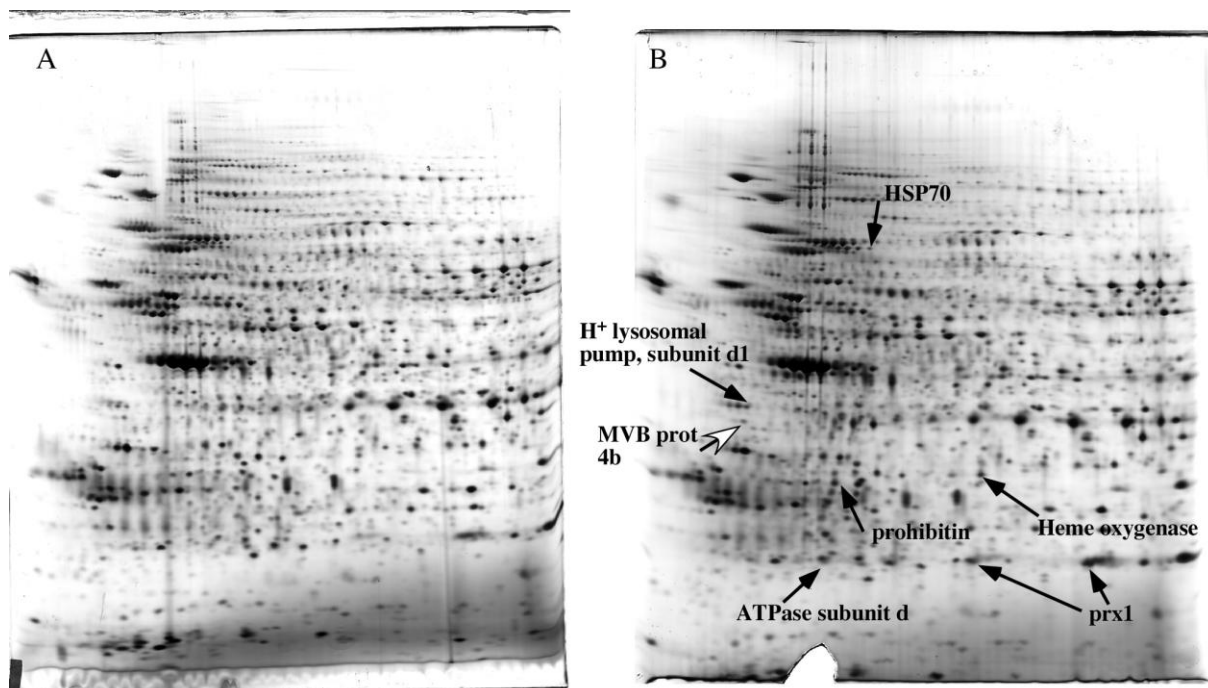 A
B
HSP70
H+ lysosomal
pump, subunit d1
MVB prot
4b
prohibitin
Heme oxygenase
ATPase subunit d
prx1